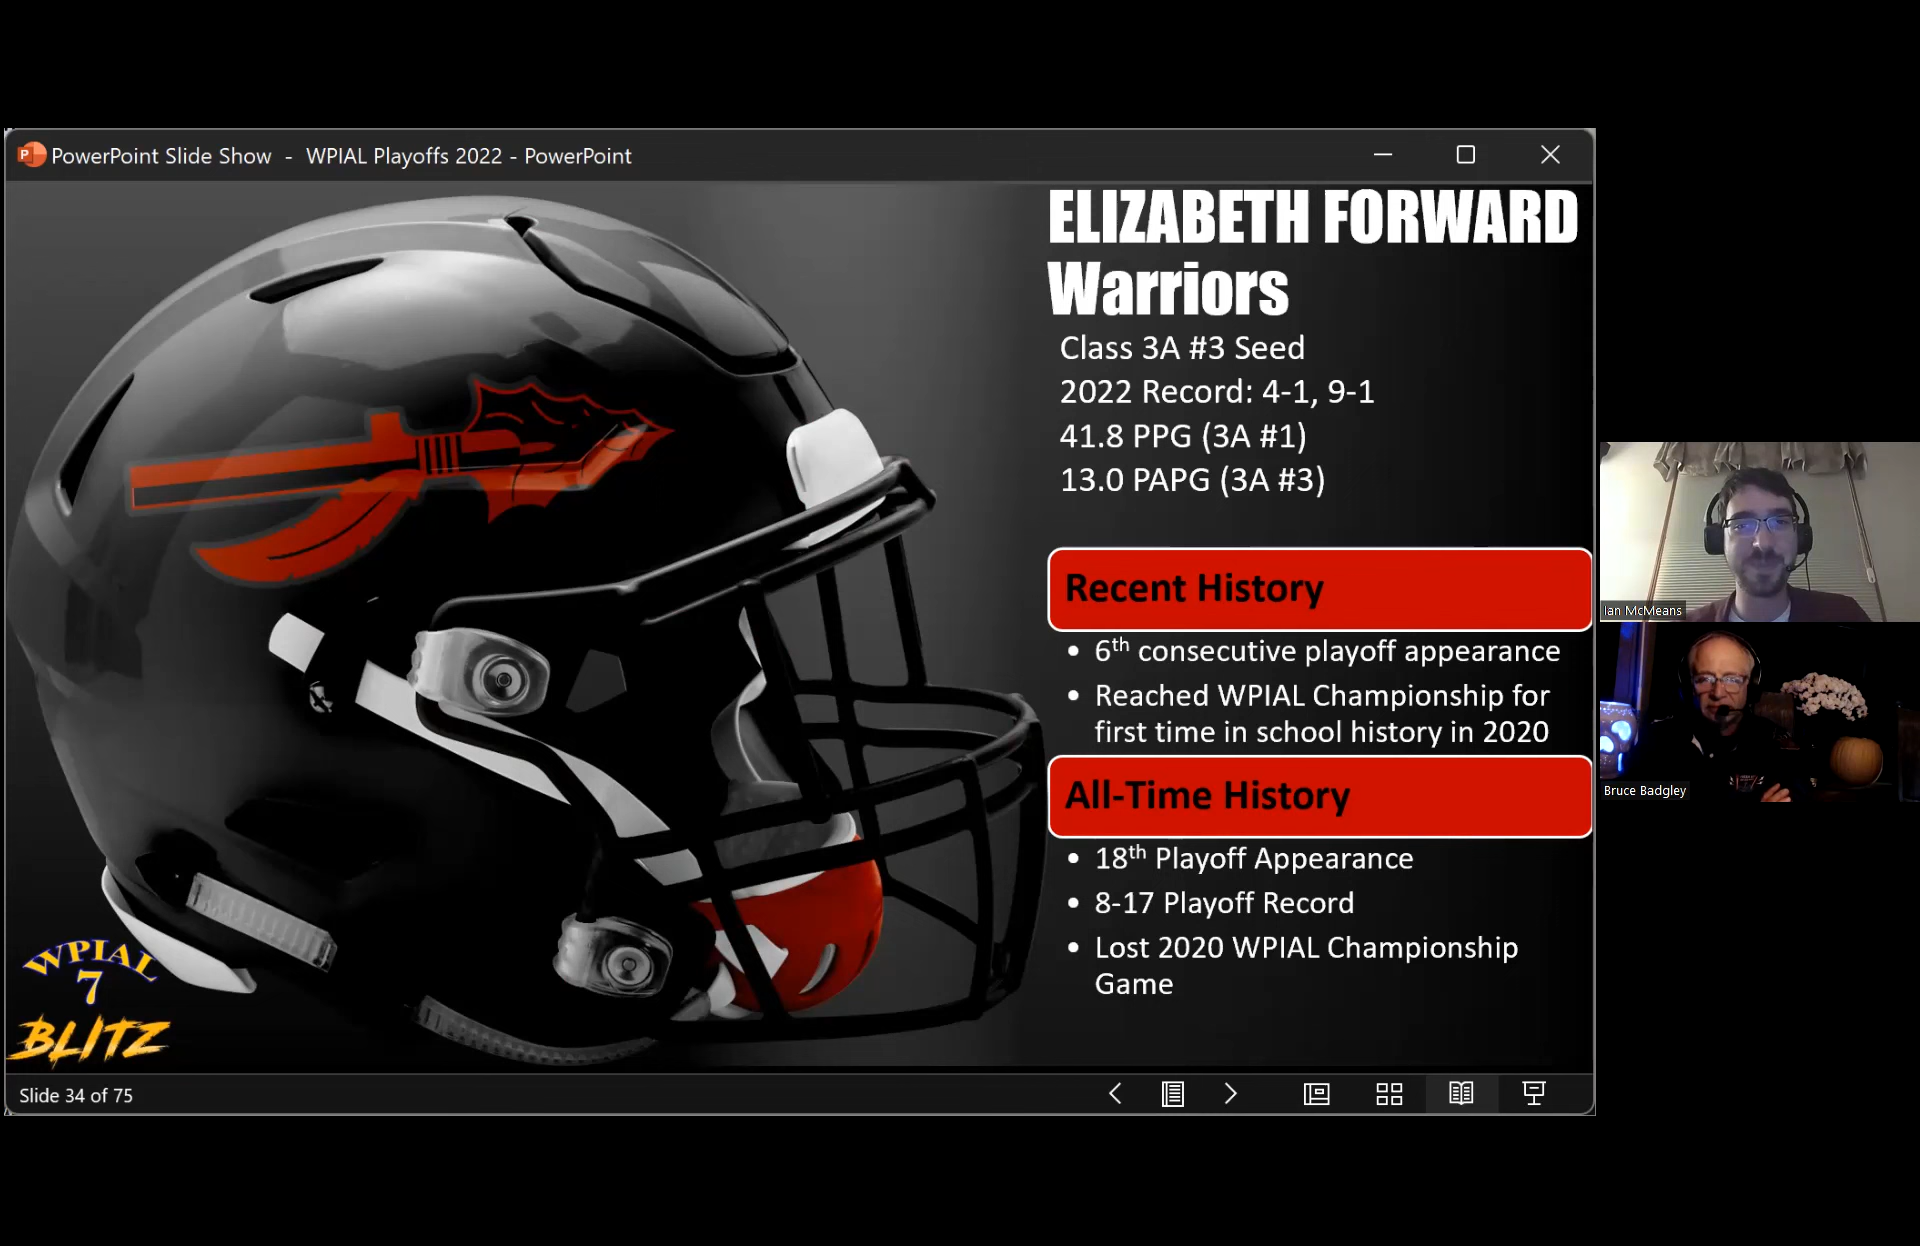 PowerPoint Slide Show - WPIAL Playoffs 2022 - PowerPoint
ELIZABETH FORWARD
Warriors
Class 3A #3 Seed
2022 Record: 4-1, 9-1
41.8 PPG (3A #1)
13.0 PAPG (3A #3)
Recent History
• 6th consecutive playoff appearance
• Reached WPIAL Championship for
first time in school history in 2020
All-Time History
• 18th Playoff Appearance
• 8-17 Playoff Record
• Lost 2020 WPIAL Championship
Game
WPIAL
7
BLITZ
Slide 34 of 75
Ian McMeans
Bruce Badgley